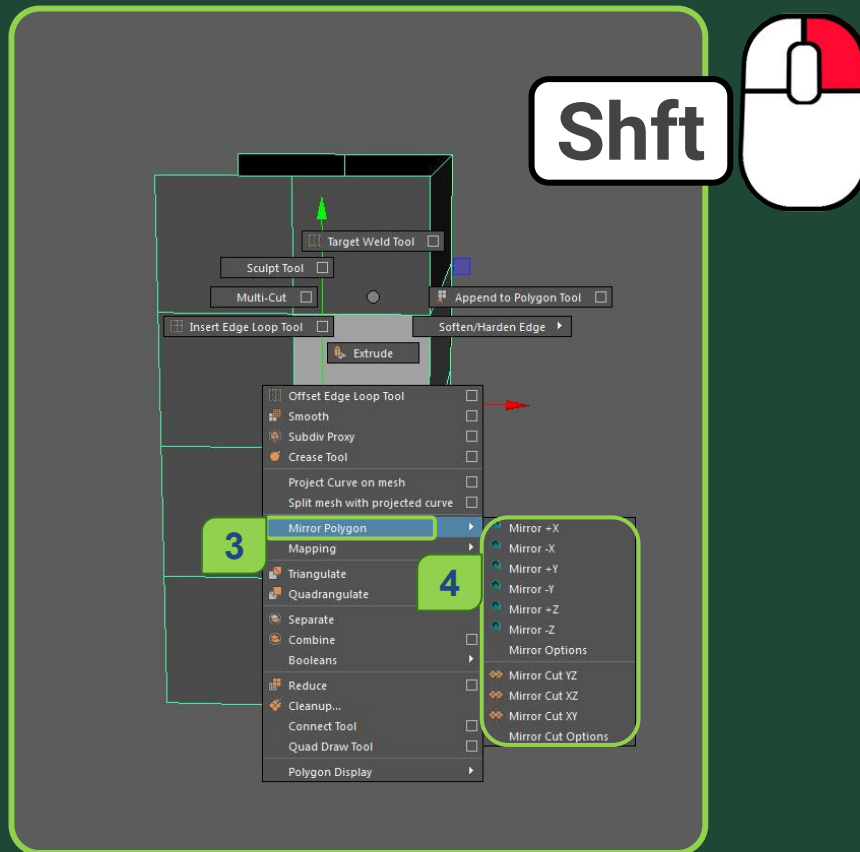 Shft
Target Weld Tool
Sculpt Tool
Multi-Cut
Append to Polygon Tool
Insert Edge Loop Tool
Soften/Harden Edge
Extrude
Offset Edge Loop Tool
Smooth
Subdiv Proxy
Crease Tool
Project Curve on mesh
Split mesh with projected curve
3
Mirror Polygon
Mapping
Triangulate
Quadrangulate
Separate
Combine
Booleans
Reduce
Cleanup...
Connect Tool
Quad Draw Tool
Polygon Display
4
Mirror +X
Mirror -X
Mirror +Y
Mirror -Y
Mirror +Z
Mirror -Z
Mirror Options
Mirror Cut YZ
Mirror Cut XZ
Mirror Cut XY
Mirror Cut Options